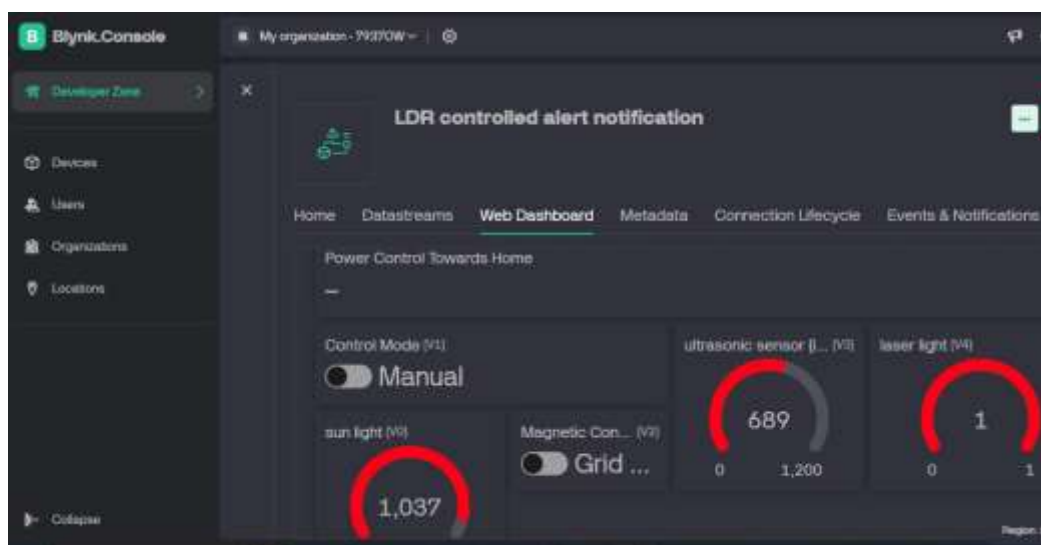 B Blynk.Console
My organization - 7937OW
Developer Zone
Devices
Users
Organizations
Locations
Collapse
LDR controlled alert notification
Home Datastreams Web Dashboard Metadata Connection Lifecycle Events & Notifications
Power Control Towards Home
—
Control Mode (V1)
Manual
ultrasonic sensor (l... (V3)
689
0 1,200
laser light (V4)
1
0 1
sun light (V0)
1,037
Magnetic Con...
Grid ...
Region